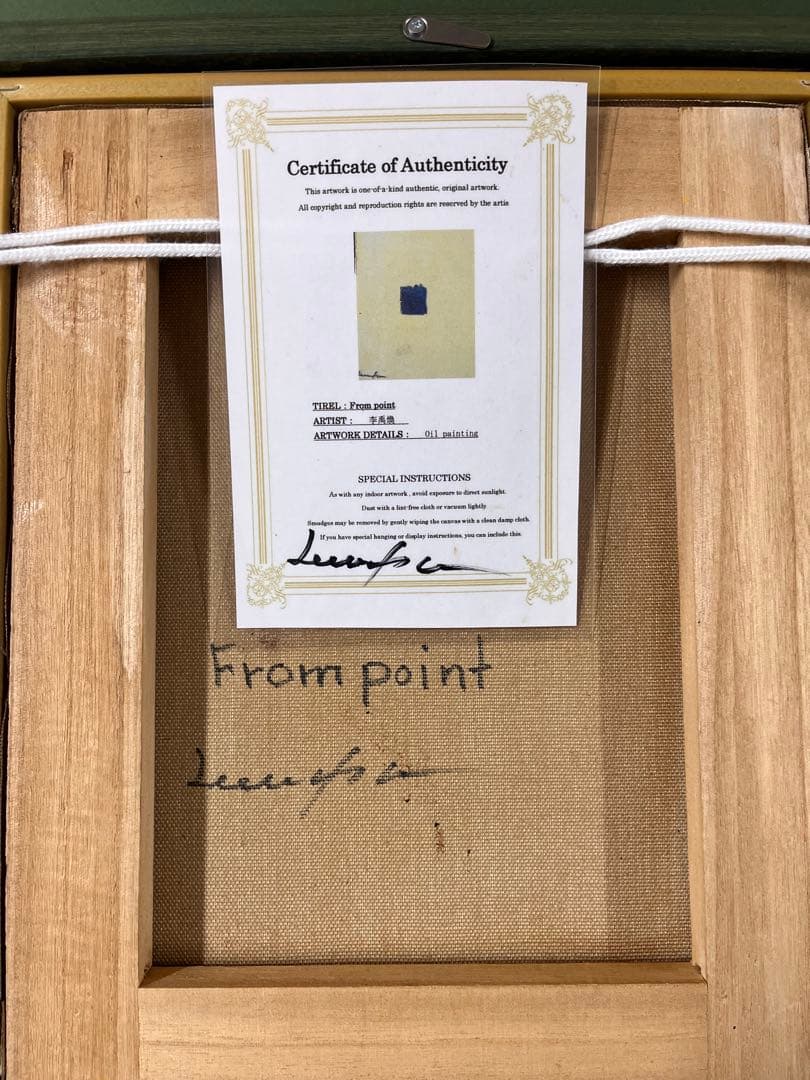 Certificate of Authenticity
This artwork is one-of-a-kind authentic, original artwork.
All copyright and reproduction rights are reserved by the artis
TIREL : From point
ARTIST : 李禹煥
ARTWORK DETAILS : Oil painting
SPECIAL INSTRUCTIONS
As with any indoor artwork , avoid exposure to direct sunlight.
Dust with a lint-free cloth or vacuum lightly
Smudges may be removed by gently wiping the canvas with a clean damp cloth.
If you have special hanging or display instructions, you can include this.
From point